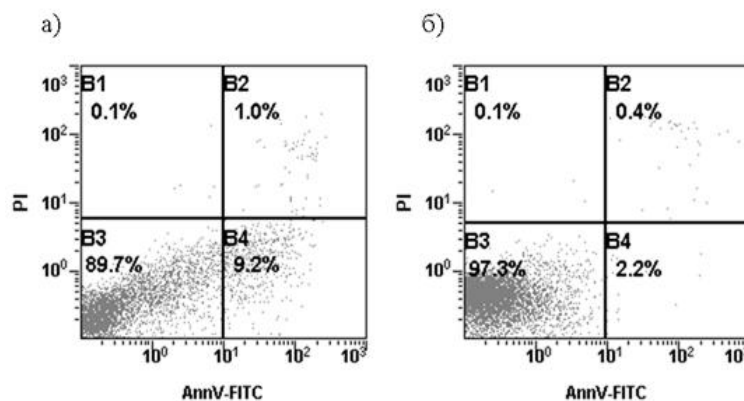 а)
б)
10³
B1
0.1%
B2
1.0%
10²
PI
10¹
B3
89.7%
B4
9.2%
10⁰
10⁰ 10¹ 10² 10³
AnnV-FITC
10³
B1
0.1%
B2
0.4%
10²
PI
10¹
B3
97.3%
B4
2.2%
10⁰
10⁰ 10¹ 10² 10
AnnV-FITC